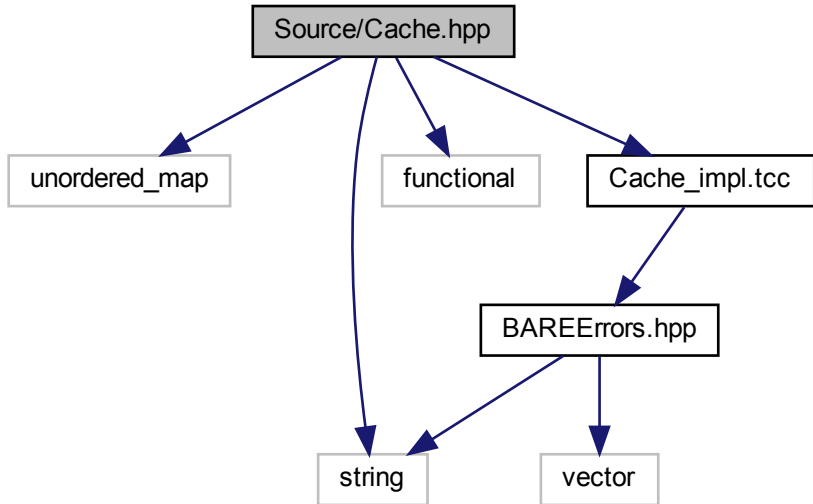 Source/Cache.hpp
unordered_map
functional
Cache_impl.tcc
BAREErrors.hpp
string
vector